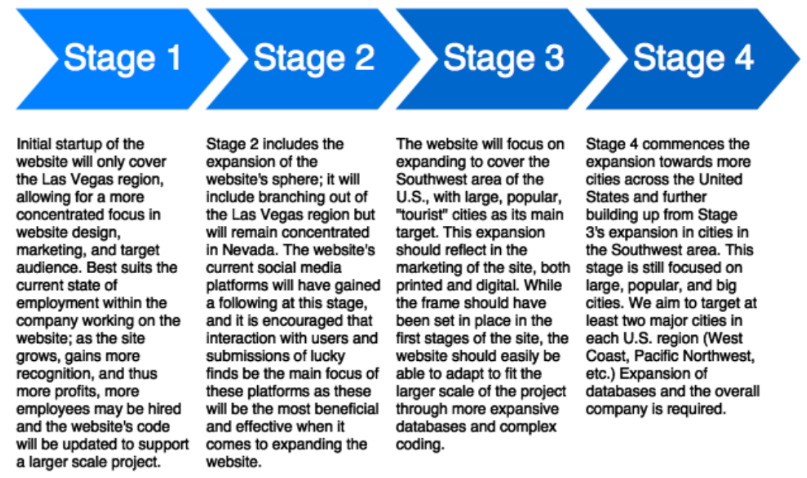 Stage 1
Stage 2
Stage 3
Stage 4
Initial startup of the
website will only cover
the Las Vegas region,
allowing for a more
concentrated focus in
website design,
marketing, and target
audience. Best suits the
current state of
employment within the
company working on the
website; as the site
grows, gains more
recognition, and thus
more profits, more
employees may be hired
and the website's code
will be updated to support
a larger scale project.
Stage 2 includes the
expansion of the
website's sphere; it will
include branching out of
the Las Vegas region but
will remain concentrated
in Nevada. The website's
current social media
platforms will have gained
a following at this stage,
and it is encouraged that
interaction with users and
submissions of lucky
finds be the main focus of
these platforms as these
will be the most beneficial
and effective when it
comes to expanding the
website.
The website will focus on
expanding to cover the
Southwest area of the
U.S., with large, popular,
"tourist" cities as its main
target. This expansion
should reflect in the
marketing of the site, both
printed and digital. While
the frame should have
been set in place in the
first stages of the site, the
website should easily be
able to adapt to fit the
larger scale of the project
through more expansive
databases and complex
coding.
Stage 4 commences the
expansion towards more
cities across the United
States and further
building up from Stage
3's expansion in cities in
the Southwest area. This
stage is still focused on
large, popular, and big
cities. We aim to target at
least two major cities in
each U.S. region (West
Coast, Pacific Northwest,
etc.) Expansion of
databases and the overall
company is required.